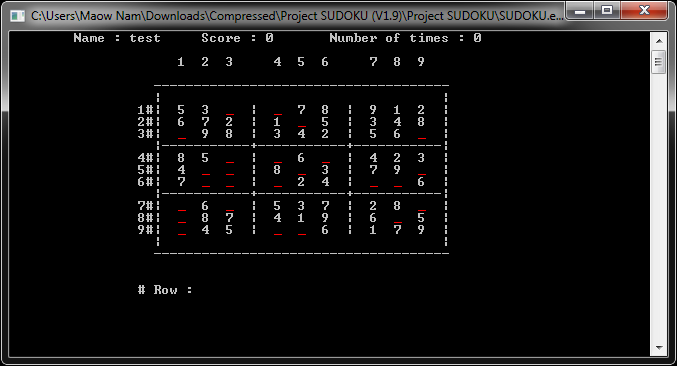 C:\Users\Maow Nam\Downloads\Compressed\Project SUDOKU (V1.9)\Project SUDOKU\SUDOKU.e...
Name : test Score : 0 Number of times : 0
1 2 3 4 5 6 7 8 9
1#¦ 5 3 _ ¦ _ 7 8 ¦ 9 1 2 ¦
2#¦ 6 7 2 ¦ 1 _ 5 ¦ 3 4 8 ¦
3#¦ _ 9 8 ¦ 3 4 2 ¦ 5 6 _ ¦
4#¦ 8 5 _ ¦ _ 6 _ ¦ 4 2 3 ¦
5#¦ 4 _ _ ¦ 8 _ 3 ¦ 7 9 _ ¦
6#¦ 7 _ _ ¦ _ 2 4 ¦ _ _ 6 ¦
7#¦ _ 6 _ ¦ 5 3 7 ¦ 2 8 _ ¦
8#¦ _ 8 7 ¦ 4 1 9 ¦ 6 _ 5 ¦
9#¦ _ 4 5 ¦ _ _ 6 ¦ 1 7 9 ¦
# Row :